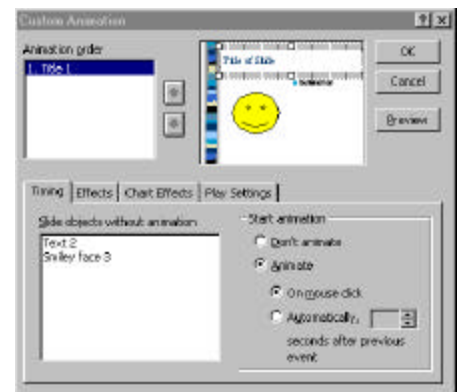 Custom Animation
Animation order
1. Title 1
Title of Slide
OK
Cancel
Preview
Timing
Effects
Chart Effects
Play Settings
Slide objects without animation
Text 2
Smiley face 3
Start animation
Don't animate
Animate
On mouse click
Automatically,
seconds after previous
event